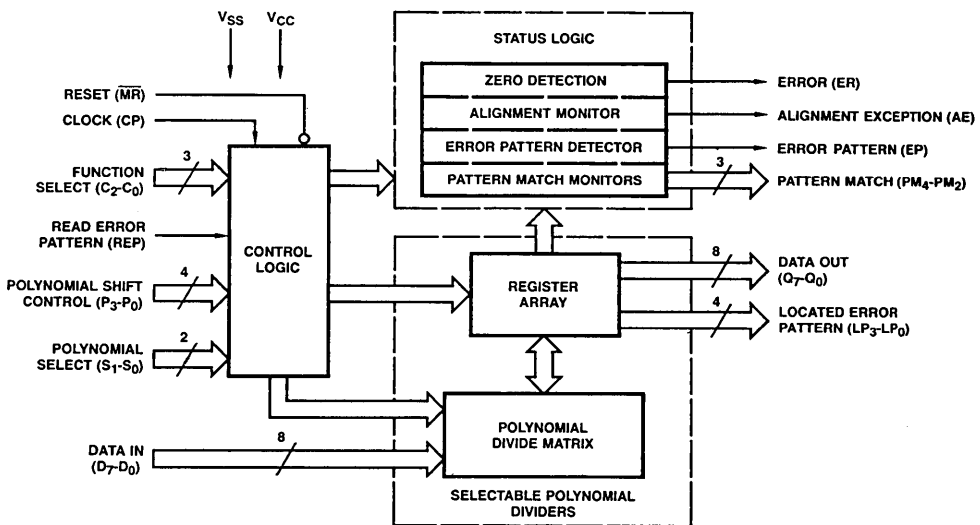 V_SS
V_CC
RESET (M̅R̅)
CLOCK (CP)
3
FUNCTION
SELECT (C₂-C₀)
READ ERROR
PATTERN (REP)
4
POLYNOMIAL SHIFT
CONTROL (P₃-P₀)
2
POLYNOMIAL
SELECT (S₁-S₀)
8
DATA IN
(D₇-D₀)
CONTROL
LOGIC
STATUS LOGIC
ZERO DETECTION
ALIGNMENT MONITOR
ERROR PATTERN DETECTOR
PATTERN MATCH MONITORS
ERROR (ER)
ALIGNMENT EXCEPTION (AE)
ERROR PATTERN (EP)
3
PATTERN MATCH (PM₄-PM₂)
REGISTER
ARRAY
8
DATA OUT
(Q₇-Q₀)
4
LOCATED ERROR
PATTERN (LP₃-LP₀)
POLYNOMIAL
DIVIDE MATRIX
SELECTABLE POLYNOMIAL
DIVIDERS